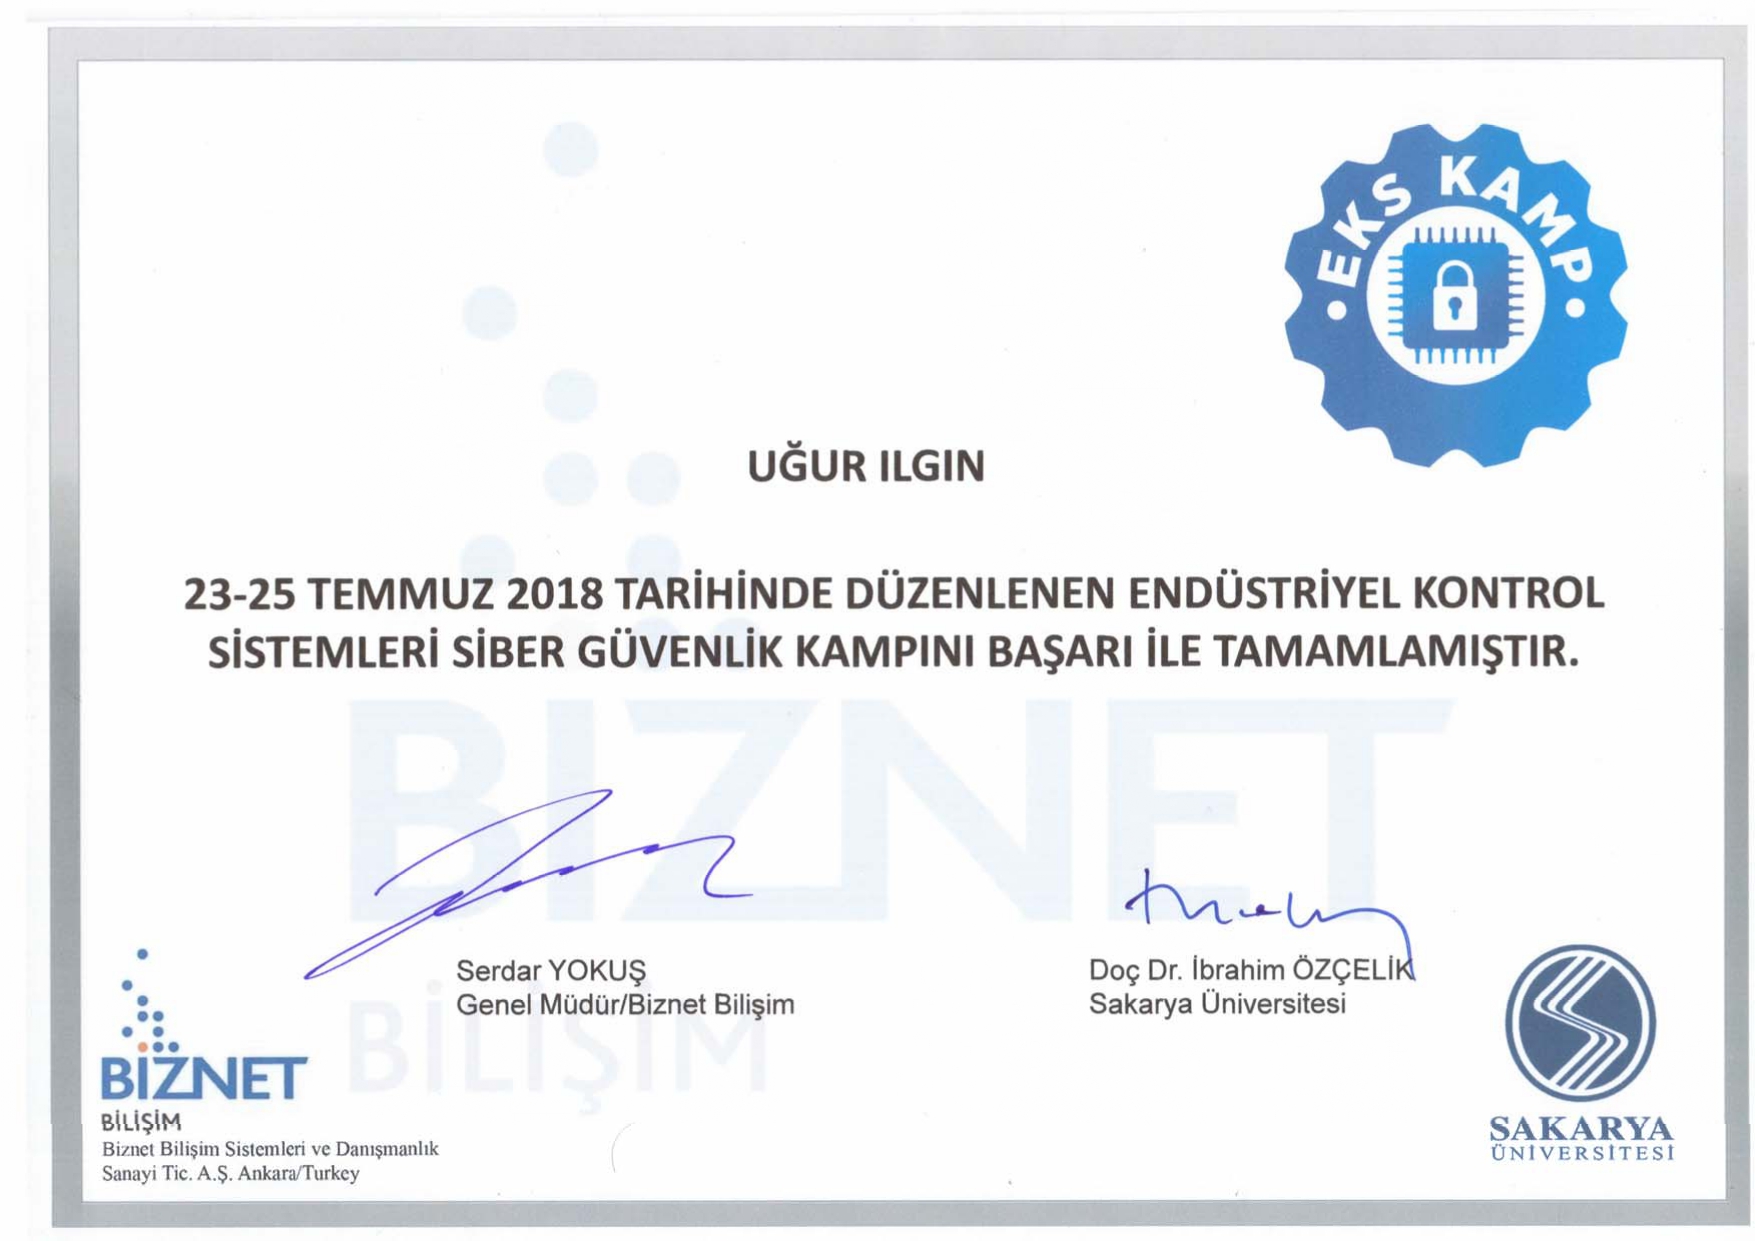 EKS KAMP
UĞUR ILGIN
23-25 TEMMUZ 2018 TARİHİNDE DÜZENLENEN ENDÜSTRİYEL KONTROL
SİSTEMLERİ SİBER GÜVENLİK KAMPINI BAŞARI İLE TAMAMLAMIŞTIR.
BIZNET
BİLİŞİM
Serdar YOKUŞ
Genel Müdür/Biznet Bilişim
Doç Dr. İbrahim ÖZÇELİK
Sakarya Üniversitesi
BİZNET
BİLİŞİM
Biznet Bilişim Sistemleri ve Danışmanlık
Sanayi Tic. A.Ş. Ankara/Turkey
SAKARYA
ÜNİVERSİTESİ